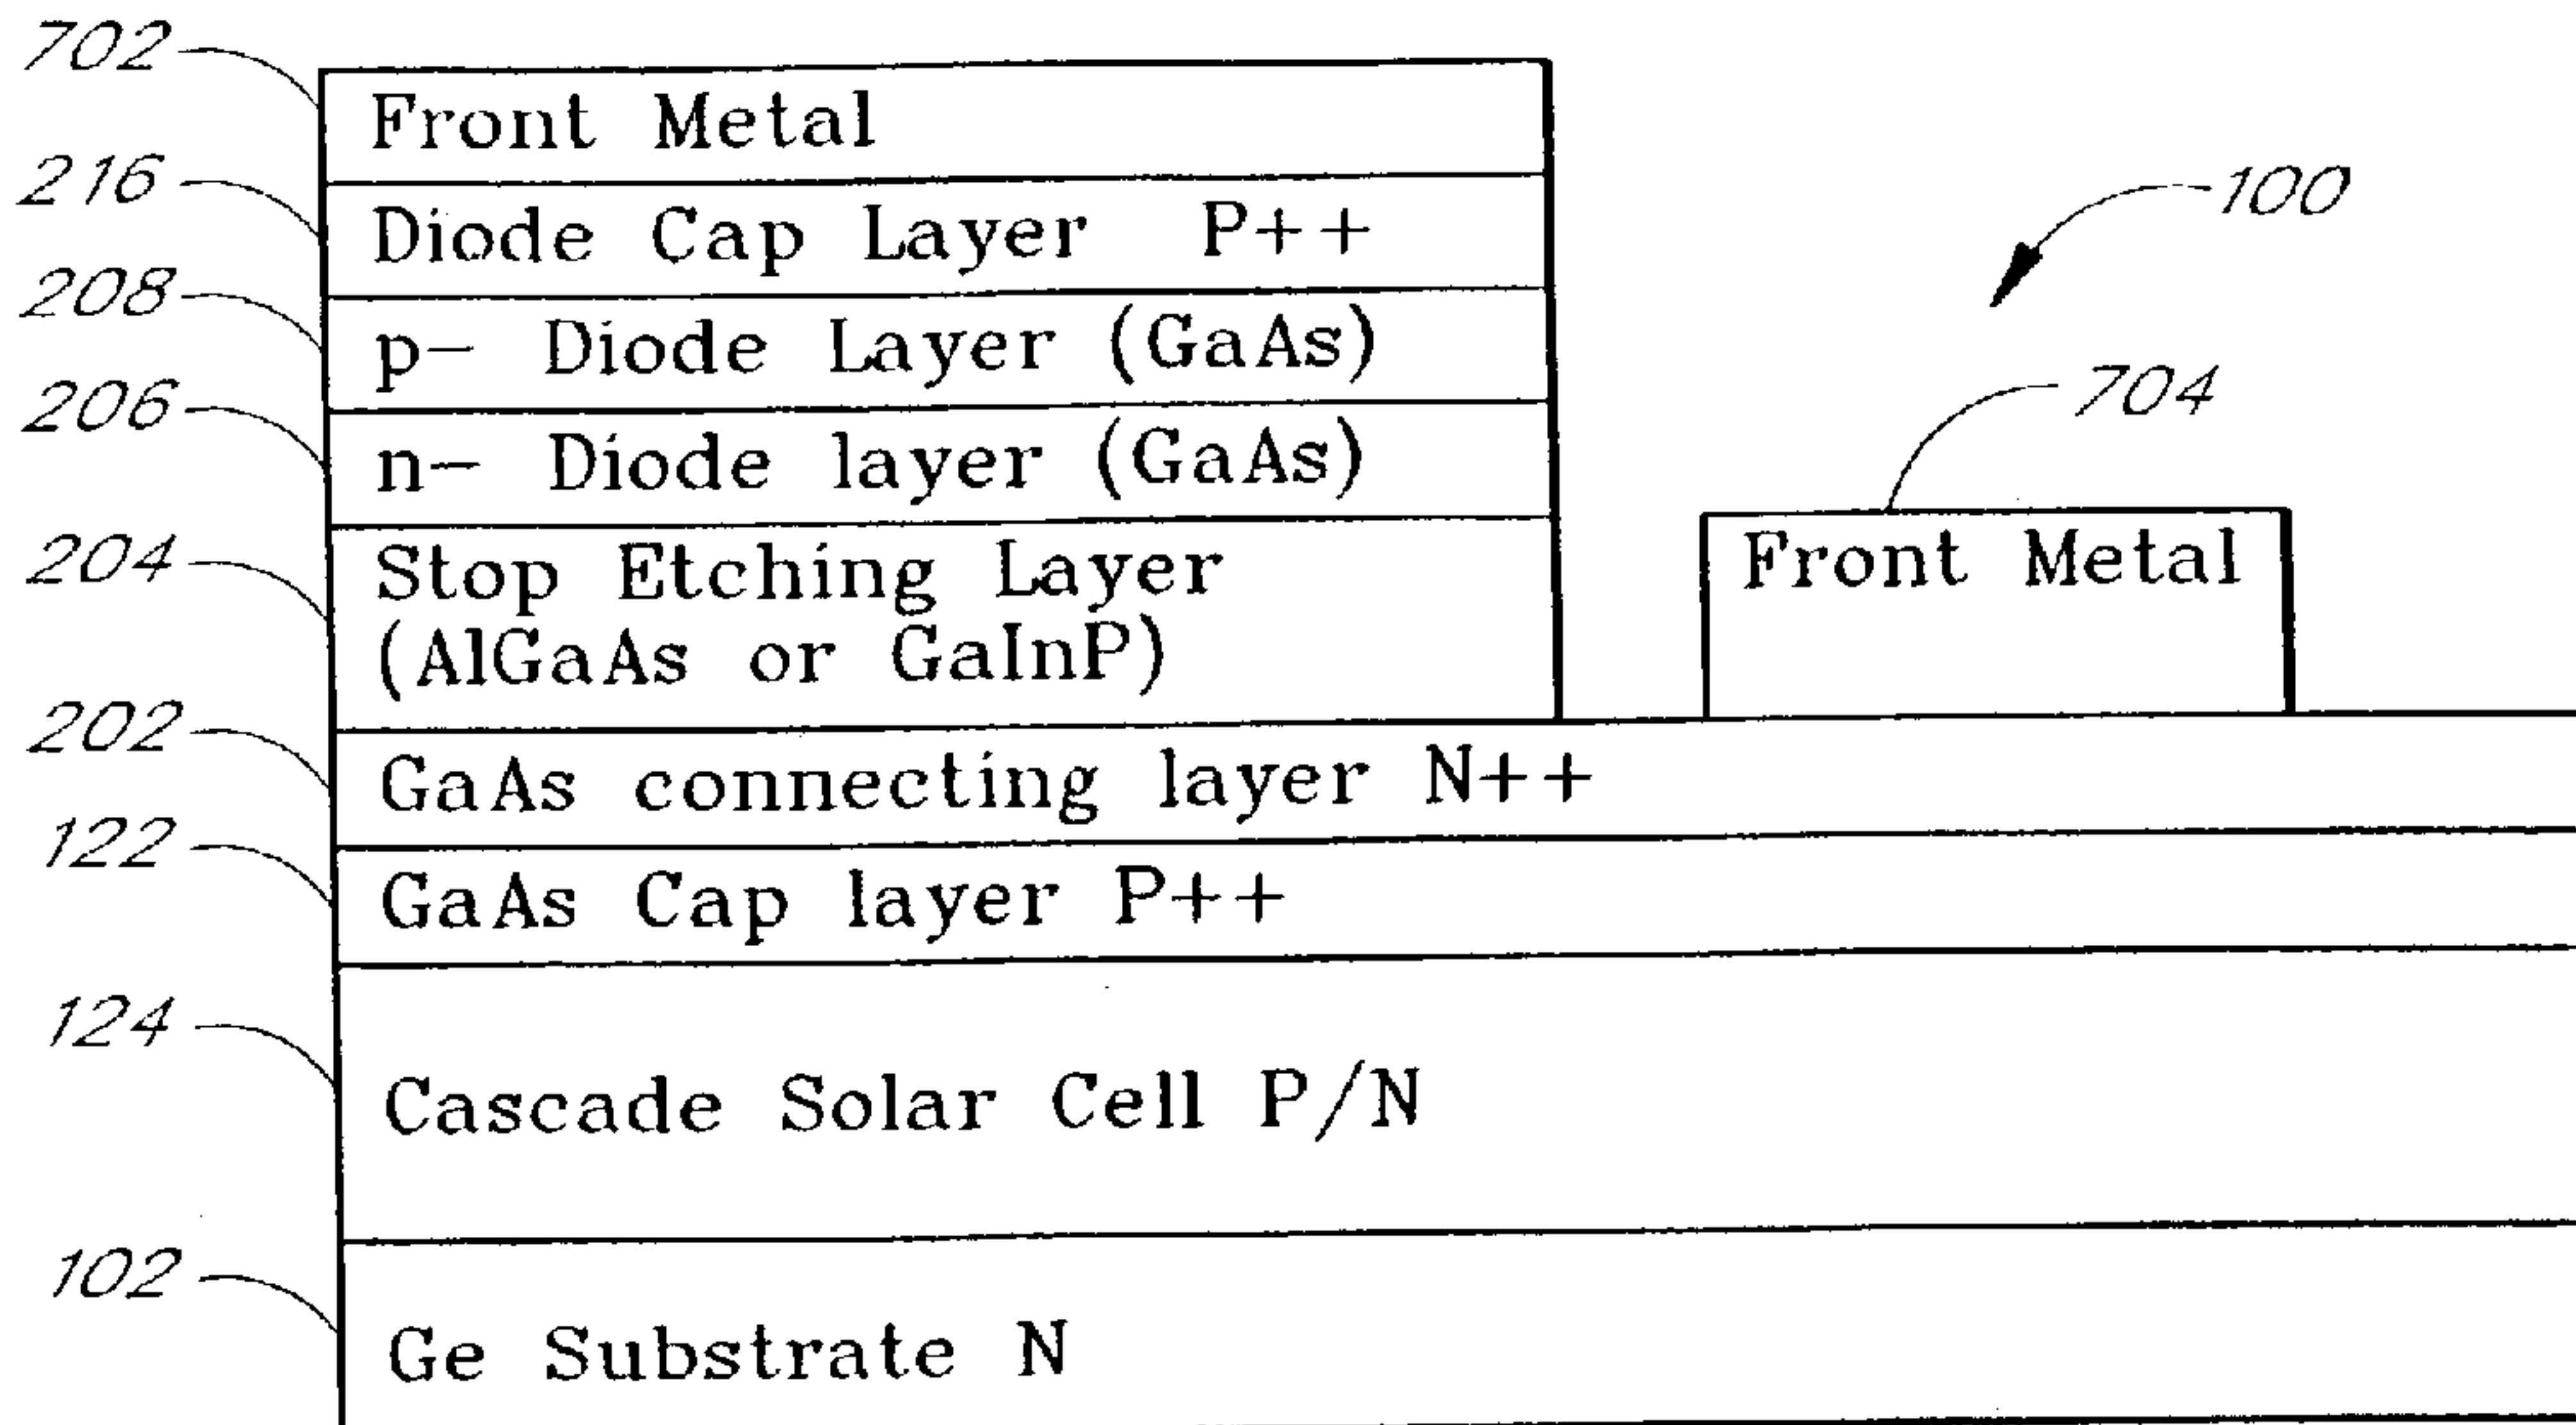 702
Front Metal
216
Diode Cap Layer P++
100
208
p- Diode Layer (GaAs)
704
206
n- Diode layer (GaAs)
204
Stop Etching Layer
(AlGaAs or GaInP)
Front Metal
202
GaAs connecting layer N++
122
GaAs Cap layer P++
124
Cascade Solar Cell P/N
102
Ge Substrate N